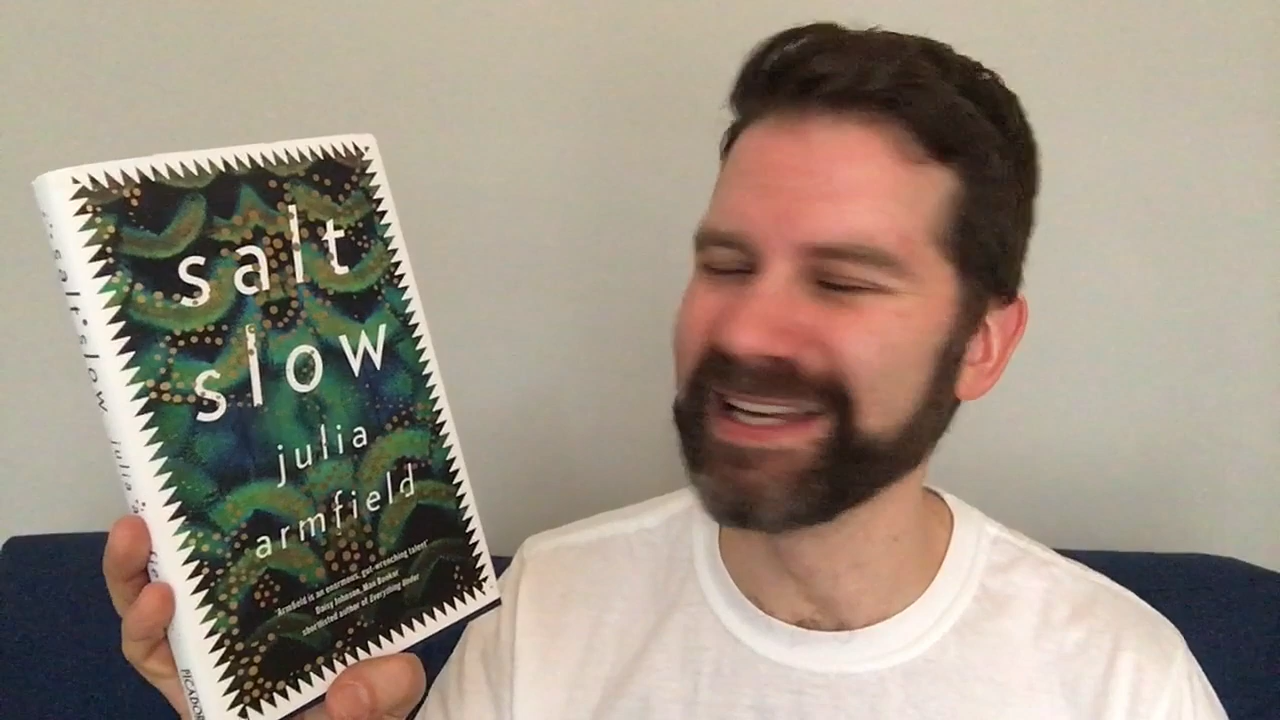 salt
slow
julia
armfield
'Armfield is an enormous, gut-wrenching talent'
Daisy Johnson, Man Booker
shortlisted author of Everything Under
salt slow julia
PICADOR